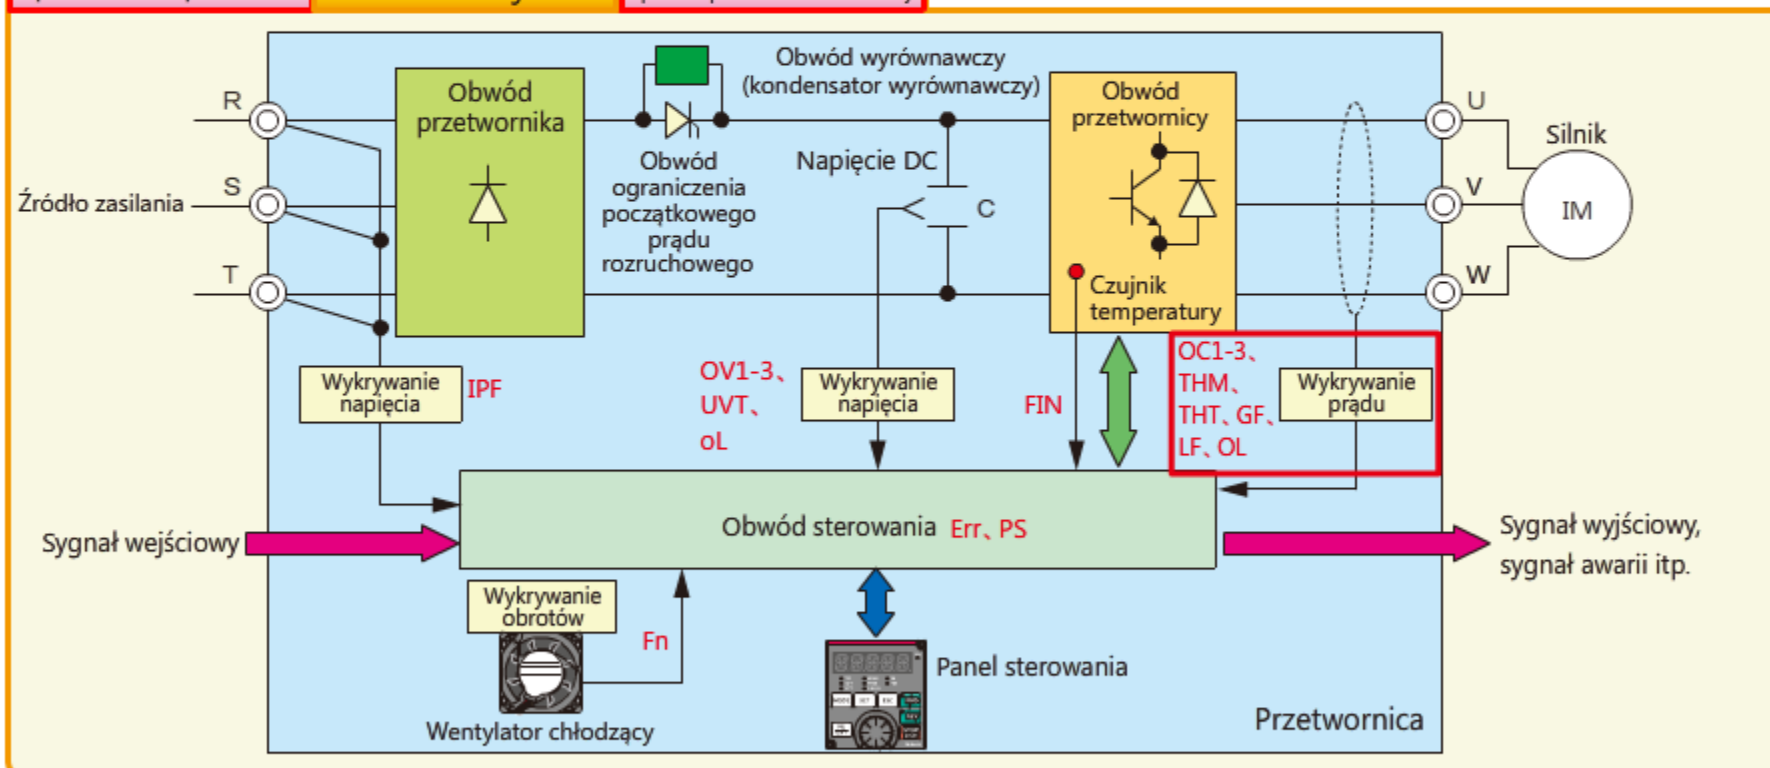 Obwód wyrównawczy
(kondensator wyrównawczy)
Obwód
przetwornika
Obwód
przetwornicy
R
S
T
Źródło zasilania
Obwód
ograniczenia
początkowego
prądu
rozruchowego
Napięcie DC
C
Czujnik
temperatury
U
V
W
Silnik
IM
Wykrywanie
napięcia
IPF
OV1-3、
UVT、
oL
Wykrywanie
napięcia
FIN
OC1-3、
THM、
THT、GF、
LF、OL
Wykrywanie
prądu
Sygnał wejściowy
Obwód sterowania Err、PS
Sygnał wyjściowy,
sygnał awarii itp.
Wykrywanie
obrotów
Fn
Wentylator chłodzący
Panel sterowania
Przetwornica